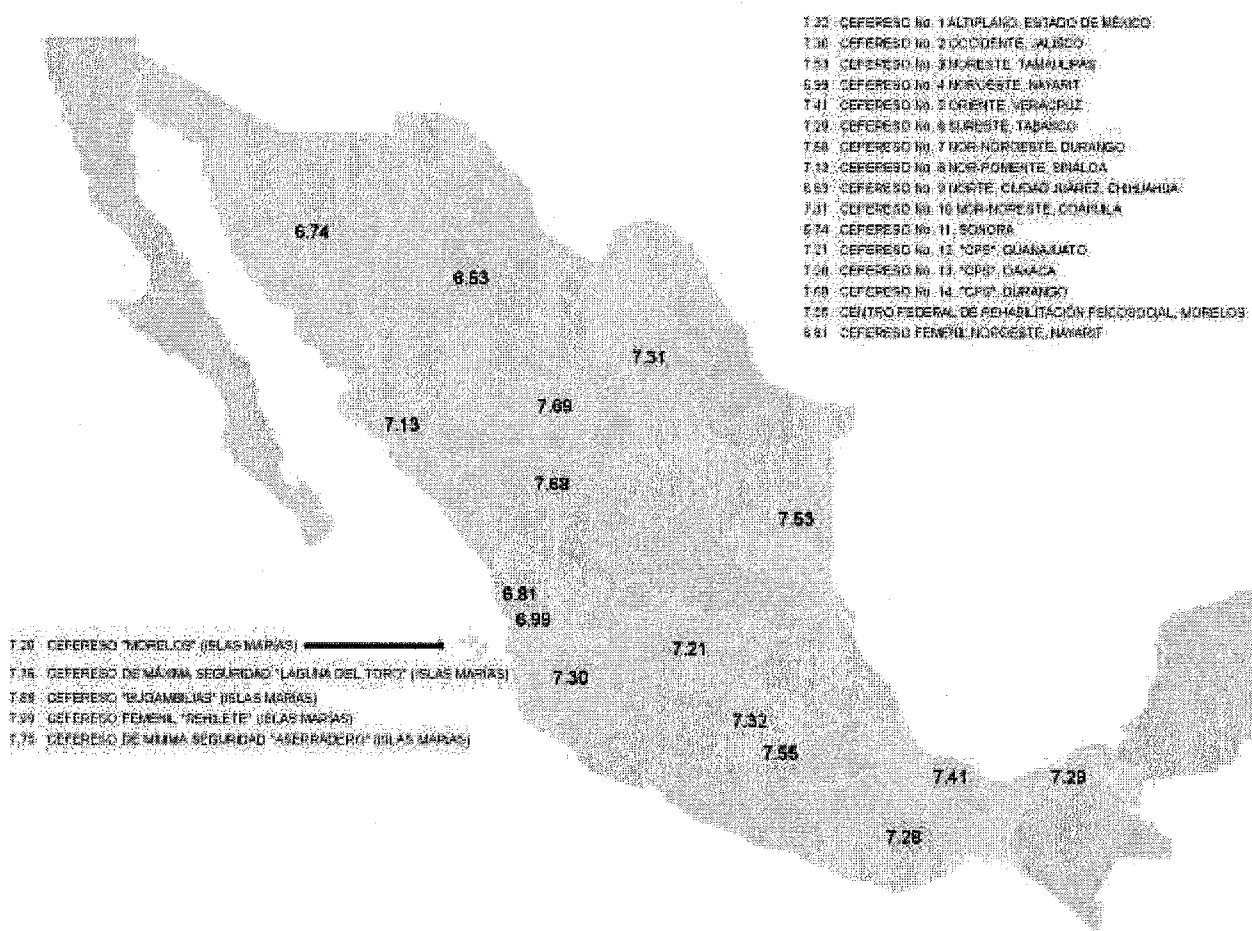 7.32 CEFERESO No. 1 ALTIPLANO, ESTADO DE MÉXICO
7.30 CEFERESO No. 2 OCCIDENTE, JALISCO
7.53 CEFERESO No. 3 NORESTE, TAMAULIPAS
6.99 CEFERESO No. 4 NOROESTE, NAYARIT
7.41 CEFERESO No. 5 ORIENTE, VERACRUZ
7.29 CEFERESO No. 6 SURESTE, TABASCO
7.68 CEFERESO No. 7 NOR-NOROESTE, DURANGO
7.13 CEFERESO No. 8 NOR-PONIENTE, SINALOA
6.53 CEFERESO No. 9 NORTE, CIUDAD JUÁREZ, CHIHUAHUA
7.31 CEFERESO No. 10 NOR-NORESTE, COAHUILA
6.74 CEFERESO No. 11, SONORA
7.21 CEFERESO No. 12, "CPS", GUANAJUATO
7.28 CEFERESO No. 13, "CPS", OAXACA
7.69 CEFERESO No. 14, "CPS", DURANGO
7.55 CENTRO FEDERAL DE REHABILITACIÓN PSICOSOCIAL, MORELOS
6.81 CEFERESO FEMENIL NOROESTE, NAYARIT
6.74
6.53
7.31
7.69
7.13
7.68
7.53
6.81
6.99
7.20 CEFERESO "MORELOS" (ISLAS MARÍAS)
7.21
CEFERESO DE MÁXIMA SEGURIDAD "LAGUNA DEL TORO" (ISLAS MARÍAS)
7.30
CEFERESO "BUGAMBILIAS" (ISLAS MARÍAS)
CEFERESO FEMENIL "REHILETE" (ISLAS MARÍAS)
7.32
CEFERESO DE MÍNIMA SEGURIDAD "ASERRADERO" (ISLAS MARÍAS)
7.55
7.41
7.29
7.28